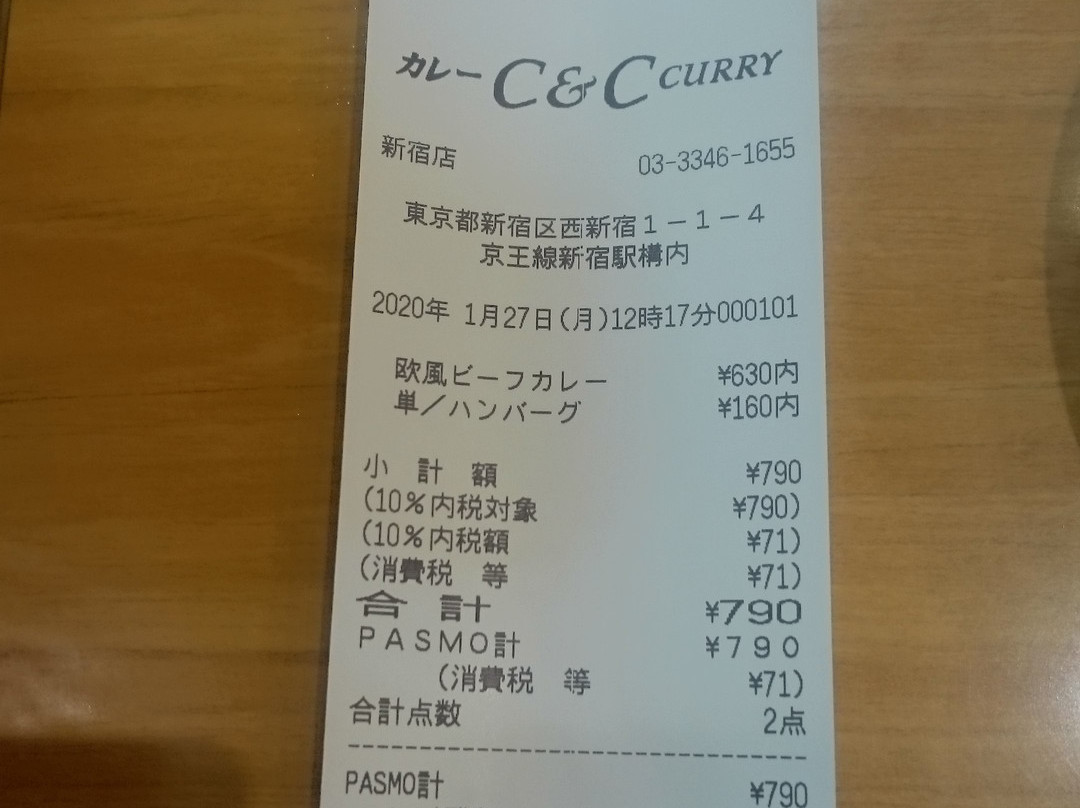 カレー C&C CURRY
新宿店 03-3346-1655
東京都新宿区西新宿1-1-4
京王線新宿駅構内
2020年 1月27日(月)12時17分000101
欧風ビーフカレー ¥630内
単/ハンバーグ ¥160内
小 計 額 ¥790
(10%内税対象 ¥790)
(10%内税額 ¥71)
(消費税 等 ¥71)
合 計 ¥790
PASMO計 ¥790
(消費税 等 ¥71)
合計点数 2点
PASMO計 ¥790